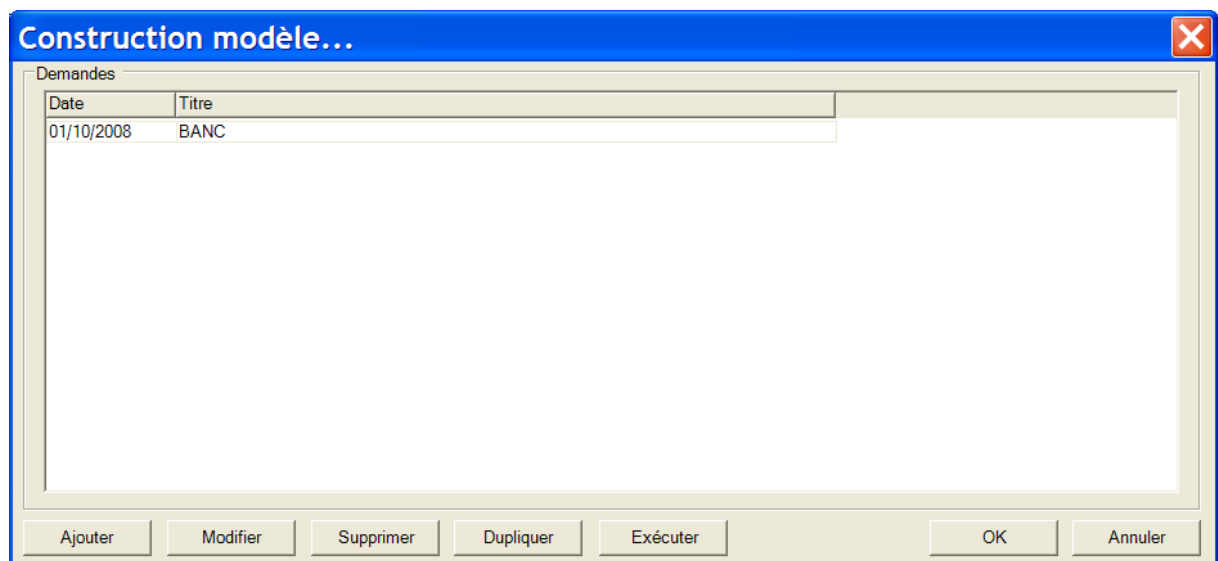 Construction modèle...
Demandes
Date Titre
01/10/2008 BANC
Ajouter Modifier Supprimer Dupliquer Exécuter OK Annuler